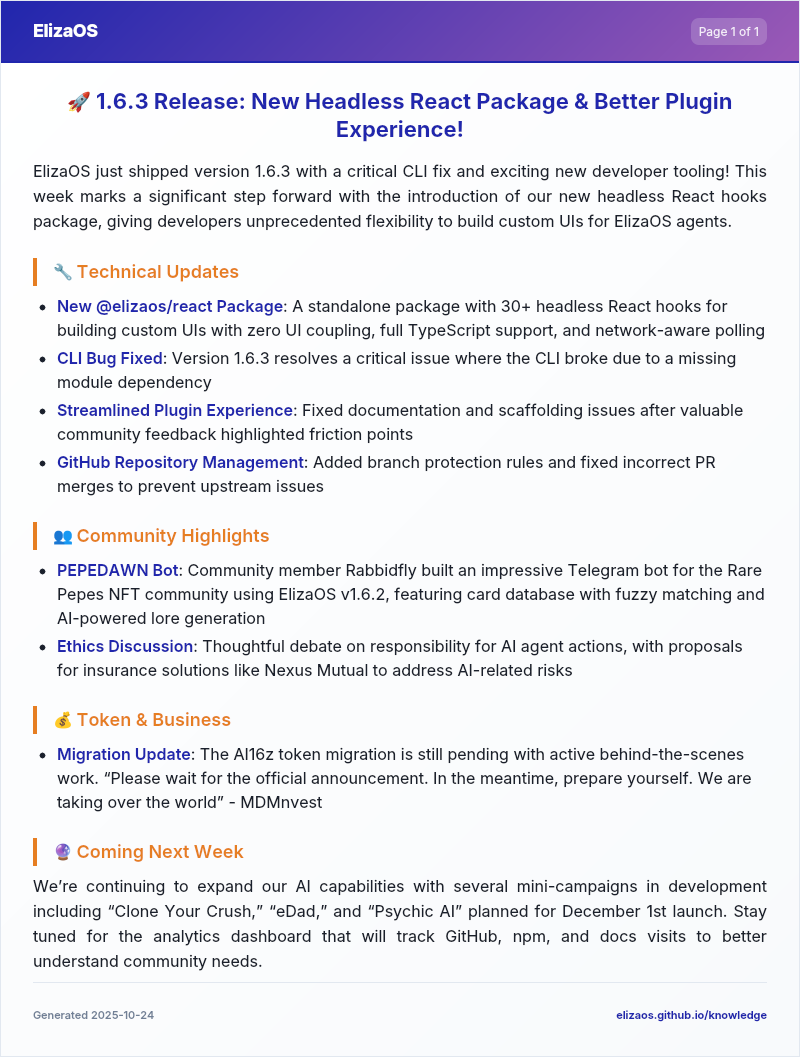 ElizaOS
Page 1 of 1
🚀 1.6.3 Release: New Headless React Package & Better Plugin
Experience!
ElizaOS just shipped version 1.6.3 with a critical CLI fix and exciting new developer tooling! This
week marks a significant step forward with the introduction of our new headless React hooks
package, giving developers unprecedented flexibility to build custom UIs for ElizaOS agents.
🔧 Technical Updates
• New @elizaos/react Package: A standalone package with 30+ headless React hooks for
building custom UIs with zero UI coupling, full TypeScript support, and network-aware polling
• CLI Bug Fixed: Version 1.6.3 resolves a critical issue where the CLI broke due to a missing
module dependency
• Streamlined Plugin Experience: Fixed documentation and scaffolding issues after valuable
community feedback highlighted friction points
• GitHub Repository Management: Added branch protection rules and fixed incorrect PR
merges to prevent upstream issues
👥 Community Highlights
• PEPEDAWN Bot: Community member Rabbidfly built an impressive Telegram bot for the Rare
Pepes NFT community using ElizaOS v1.6.2, featuring card database with fuzzy matching and
AI-powered lore generation
• Ethics Discussion: Thoughtful debate on responsibility for AI agent actions, with proposals
for insurance solutions like Nexus Mutual to address AI-related risks
💰 Token & Business
• Migration Update: The AI16z token migration is still pending with active behind-the-scenes
work. “Please wait for the official announcement. In the meantime, prepare yourself. We are
taking over the world” - MDMnvest
🔮 Coming Next Week
We’re continuing to expand our AI capabilities with several mini-campaigns in development
including “Clone Your Crush,” “eDad,” and “Psychic AI” planned for December 1st launch. Stay
tuned for the analytics dashboard that will track GitHub, npm, and docs visits to better
understand community needs.
Generated 2025-10-24
elizaos.github.io/knowledge